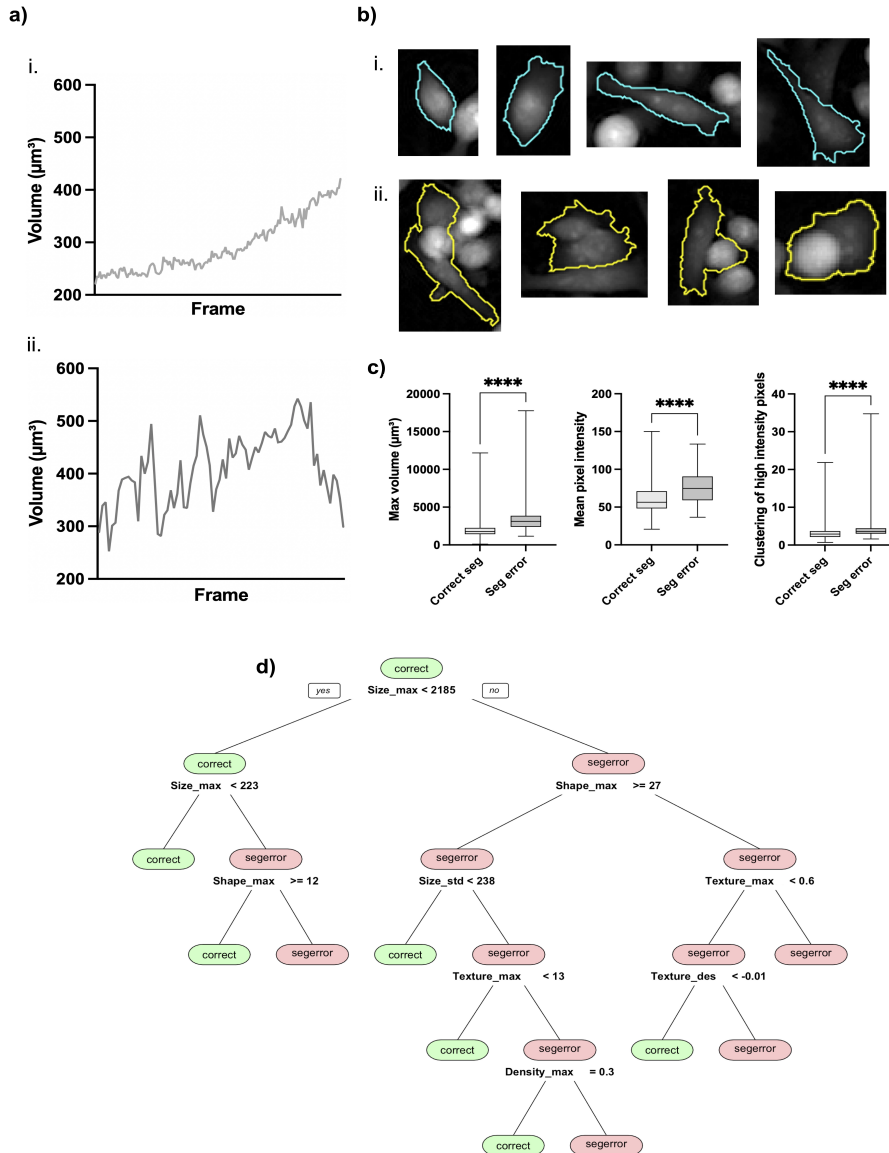 a)
i.
600
500
400
300
200
Volume (µm³)
Frame
ii.
600
500
400
300
200
Volume (µm³)
Frame
b)
i.
ii.
c)
****
20000
15000
10000
5000
0
Max volume (µm³)
Correct seg
Seg error
****
200
150
100
50
0
Mean pixel intensity
Correct seg
Seg error
****
40
30
20
10
0
Clustering of high intensity pixels
Correct seg
Seg error
d)
correct
yes
Size_max < 2185
no
correct
segerror
Size_max < 223
Shape_max >= 27
correct
segerror
segerror
segerror
Shape_max >= 12
Size_std < 238
Texture_max < 0.6
correct
segerror
correct
segerror
segerror
segerror
Texture_max < 13
Texture_des < -0.01
correct
segerror
correct
segerror
Density_max = 0.3
correct
segerror